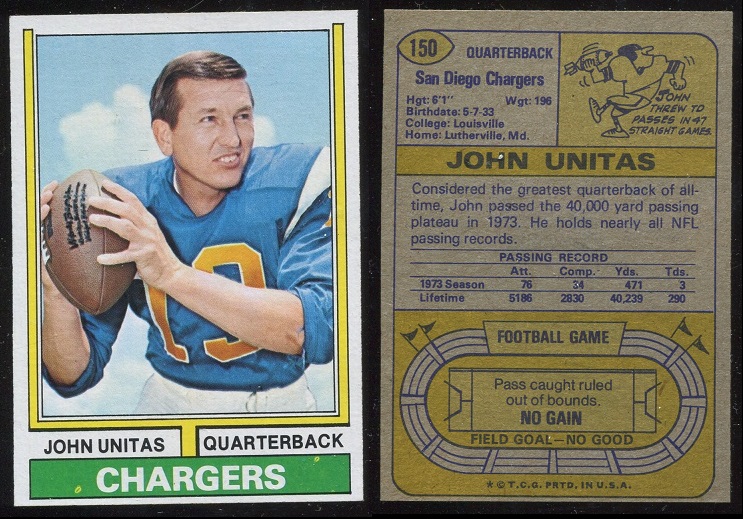 19
JOHN UNITAS
QUARTERBACK
CHARGERS
150
QUARTERBACK
San Diego Chargers
Hgt: 6'1" Wgt: 196
Birthdate: 5-7-33
College: Louisville
Home: Lutherville, Md.
JOHN
THREW TD
PASSES IN 47
STRAIGHT GAMES.
JOHN UNITAS
Considered the greatest quarterback of all-
time, John passed the 40,000 yard passing
plateau in 1973. He holds nearly all NFL
passing records.
PASSING RECORD
Att. Comp. Yds. Tds
1973 Season 76 34 471 3
Lifetime 5186 2830 40,239 290
FOOTBALL GAME
Pass caught ruled
out of bounds.
NO GAIN
FIELD GOAL—NO GOOD
* © T.C.G. PRTD. IN U.S.A.